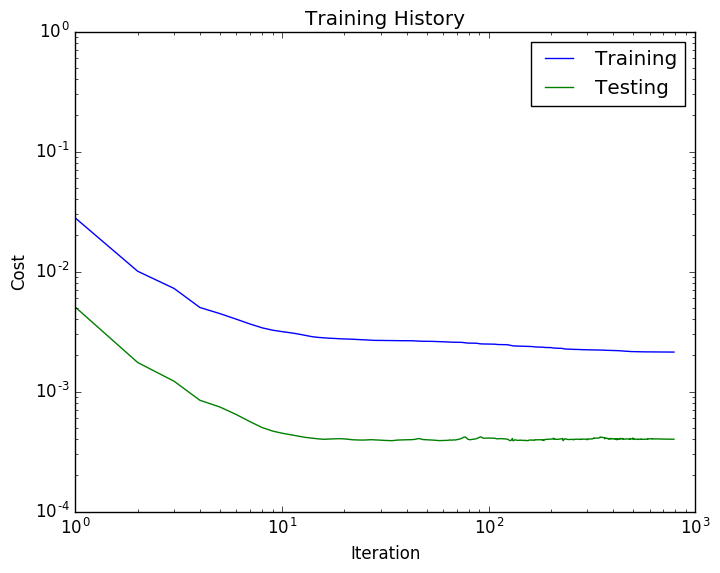 Training History
10^0
Training
Testing
10^-1
10^-2
Cost
10^-3
10^-4
10^0 10^1 10^2 10^3
Iteration